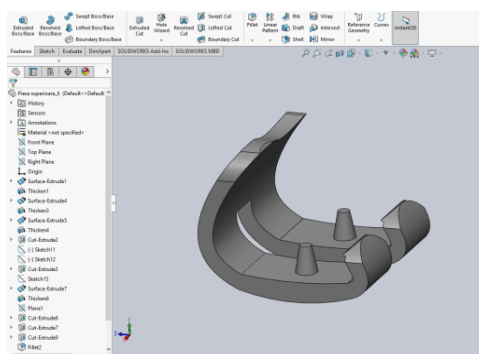 Extruded Boss/Base
Revolved Boss/Base
Swept Boss/Base
Lofted Boss/Base
Boundary Boss/Base
Extruded Cut
Hole Wizard
Revolved Cut
Swept Cut
Lofted Cut
Boundary Cut
Fillet
Linear Pattern
Rib
Draft
Shell
Wrap
Intersect
Mirror
Reference Geometry
Curves
Instant3D
Features Sketch Evaluate DimXpert SOLIDWORKS Add-Ins SOLIDWORKS MBD
Piese superioare_6 (Default<<Default
History
Sensors
Annotations
Material <not specified>
Front Plane
Top Plane
Right Plane
Origin
Surface-Extrude1
Thicken1
Surface-Extrude4
Thicken3
Surface-Extrude5
Thicken4
Cut-Extrude2
(-) Sketch11
(-) Sketch12
Cut-Extrude3
Sketch15
Surface-Extrude7
Thicken6
Plane1
Cut-Extrude6
Cut-Extrude7
Cut-Extrude9
Fillet2